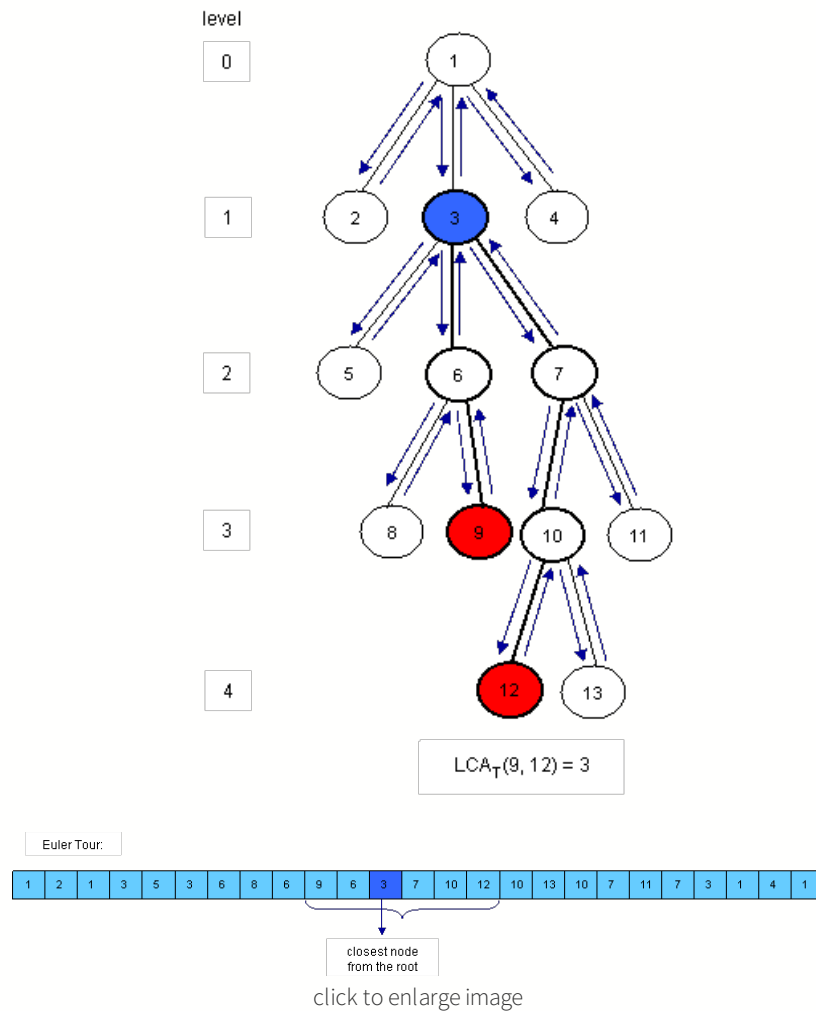 level
0
1
1
2
3
4
2
5
6
7
3
8
9
10
11
4
12
13
LCA_T(9, 12) = 3
Euler Tour:
1 2 1 3 5 3 6 8 6 9 6 3 7 10 12 10 13 10 7 11 7 3 1 4 1
closest node
from the root
click to enlarge image